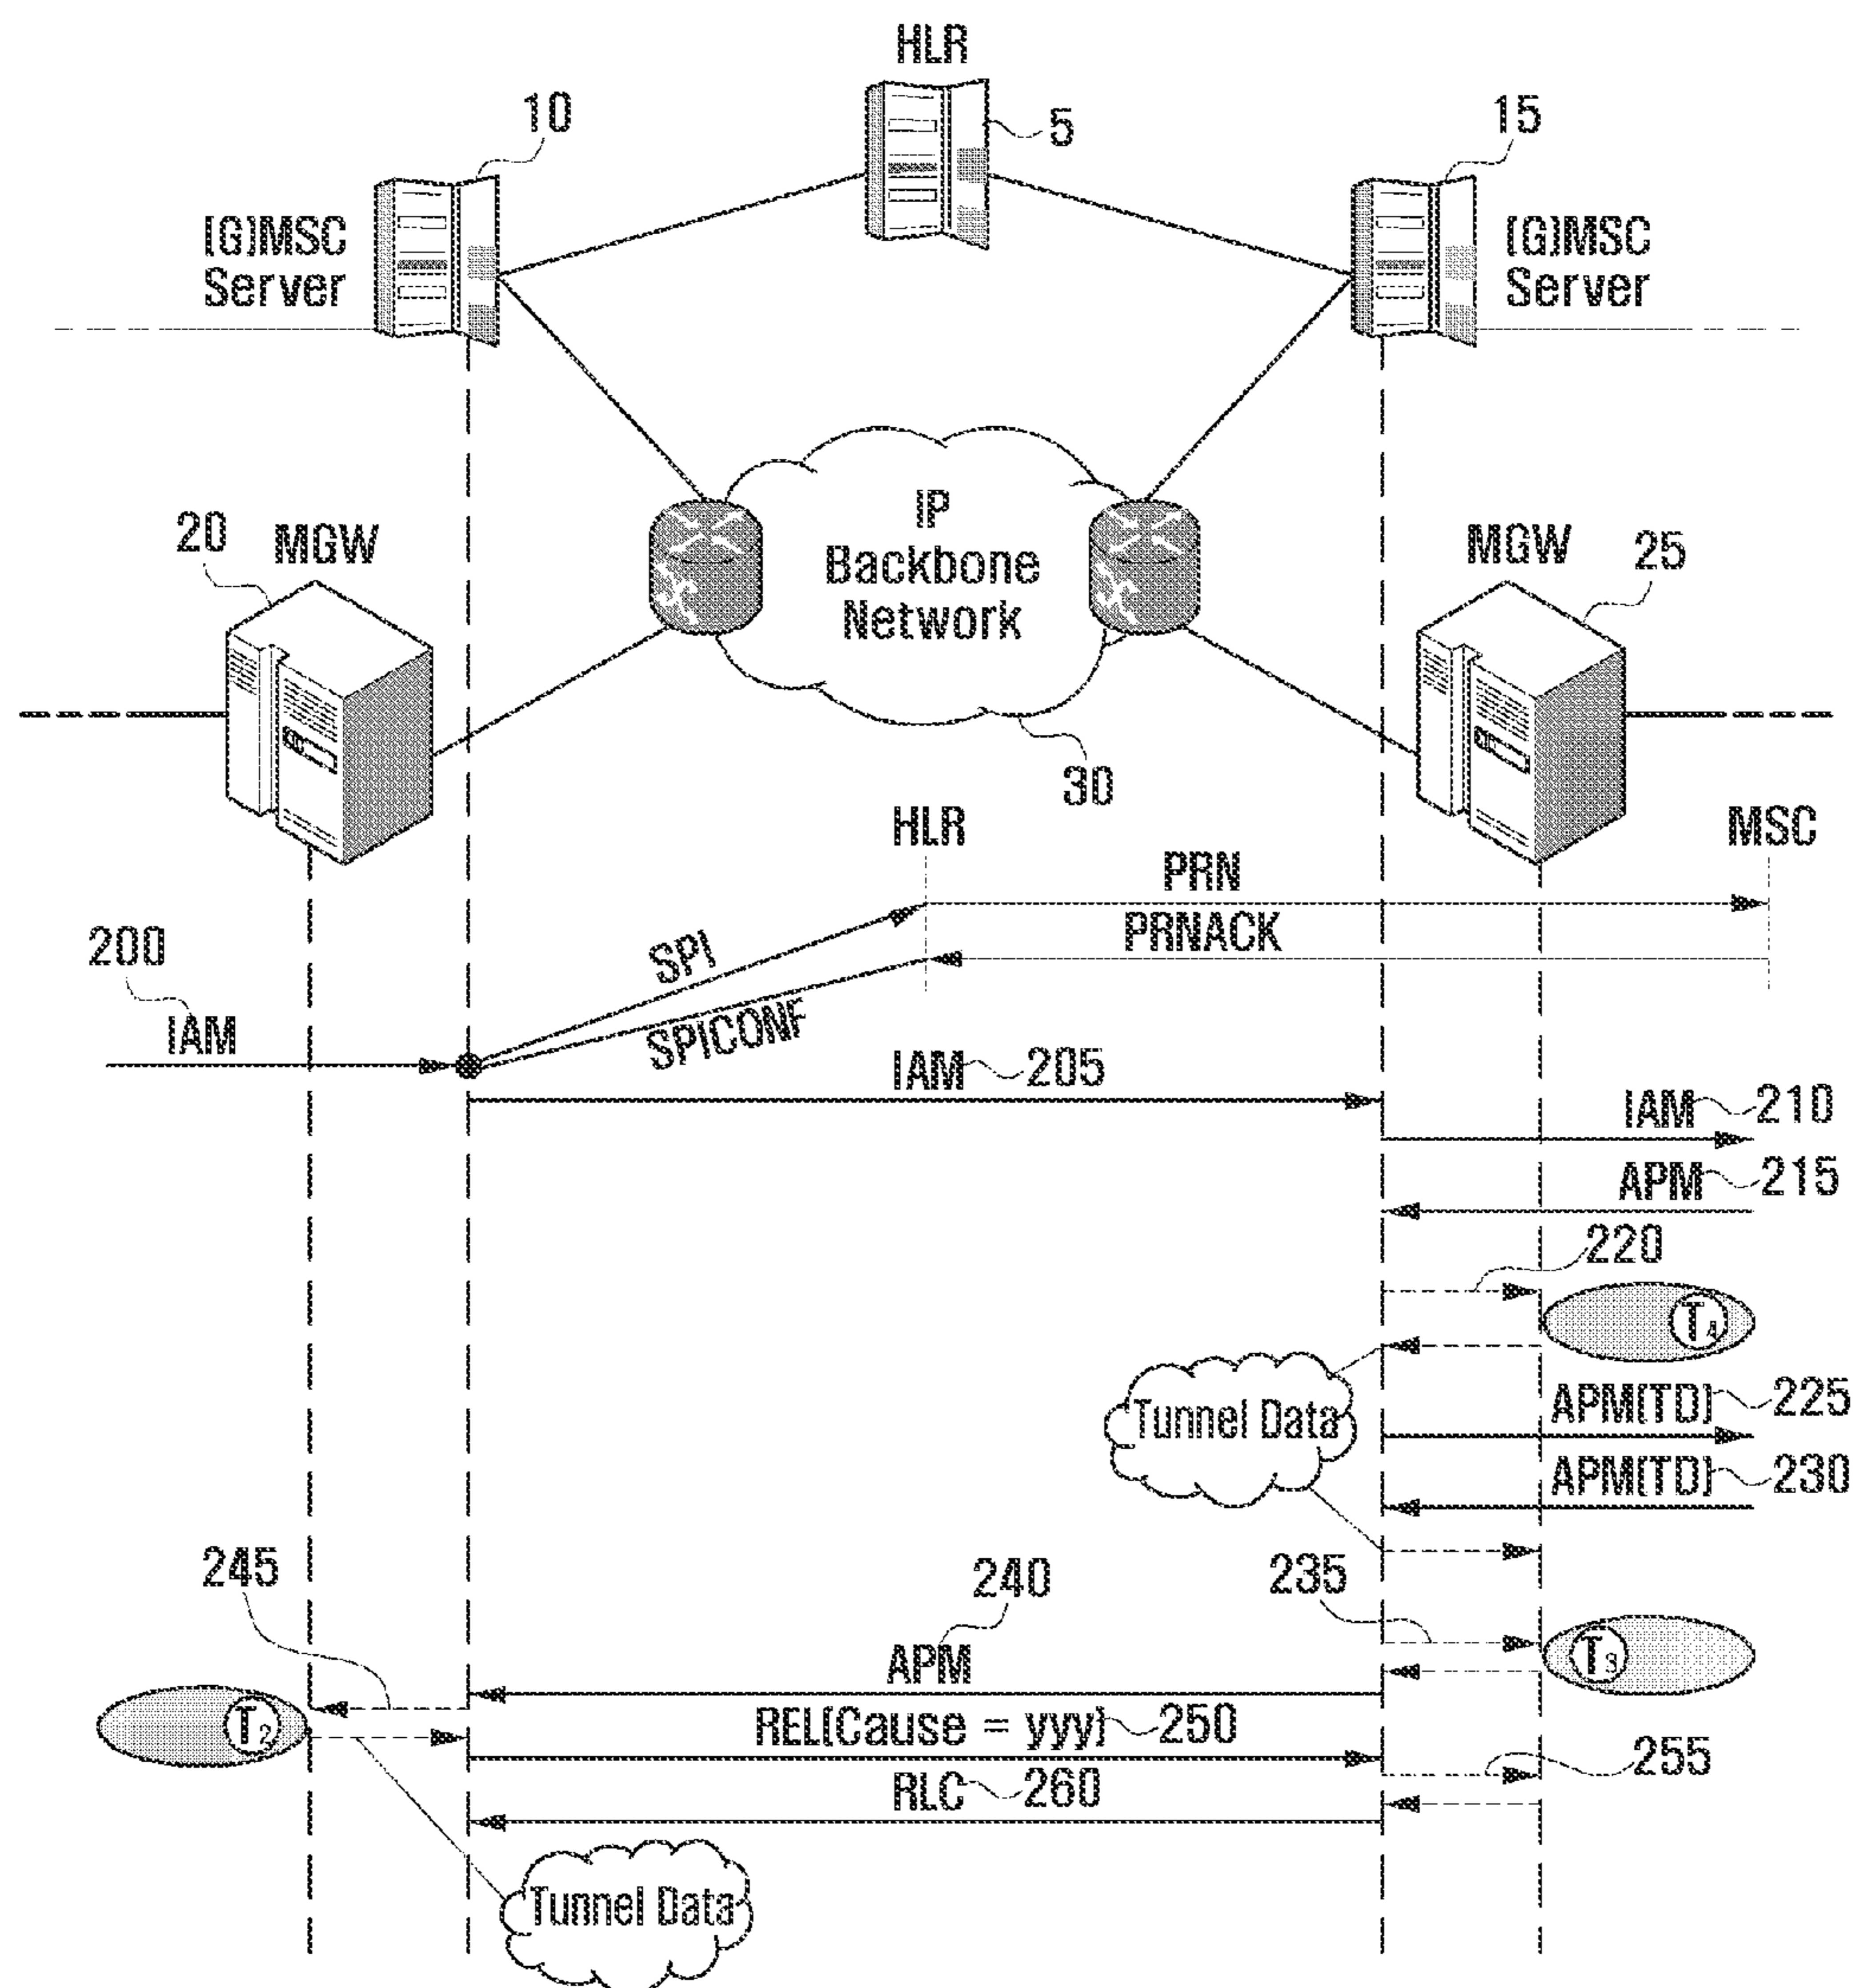 HLR
10
5
15
(G)MSC
Server
(G)MSC
Server
20
MGW
IP
Backbone
Network
MGW
25
30
HLR
MSC
PRN
PRNACK
200
SPI
SPICONF
IAM
IAM 205
IAM 210
APM 215
220
T4
Tunnel Data
APM(TD) 225
APM(TD) 230
245
240
235
APM
T3
T2
REL(Cause = yyy) 250
255
RLC 260
Tunnel Data